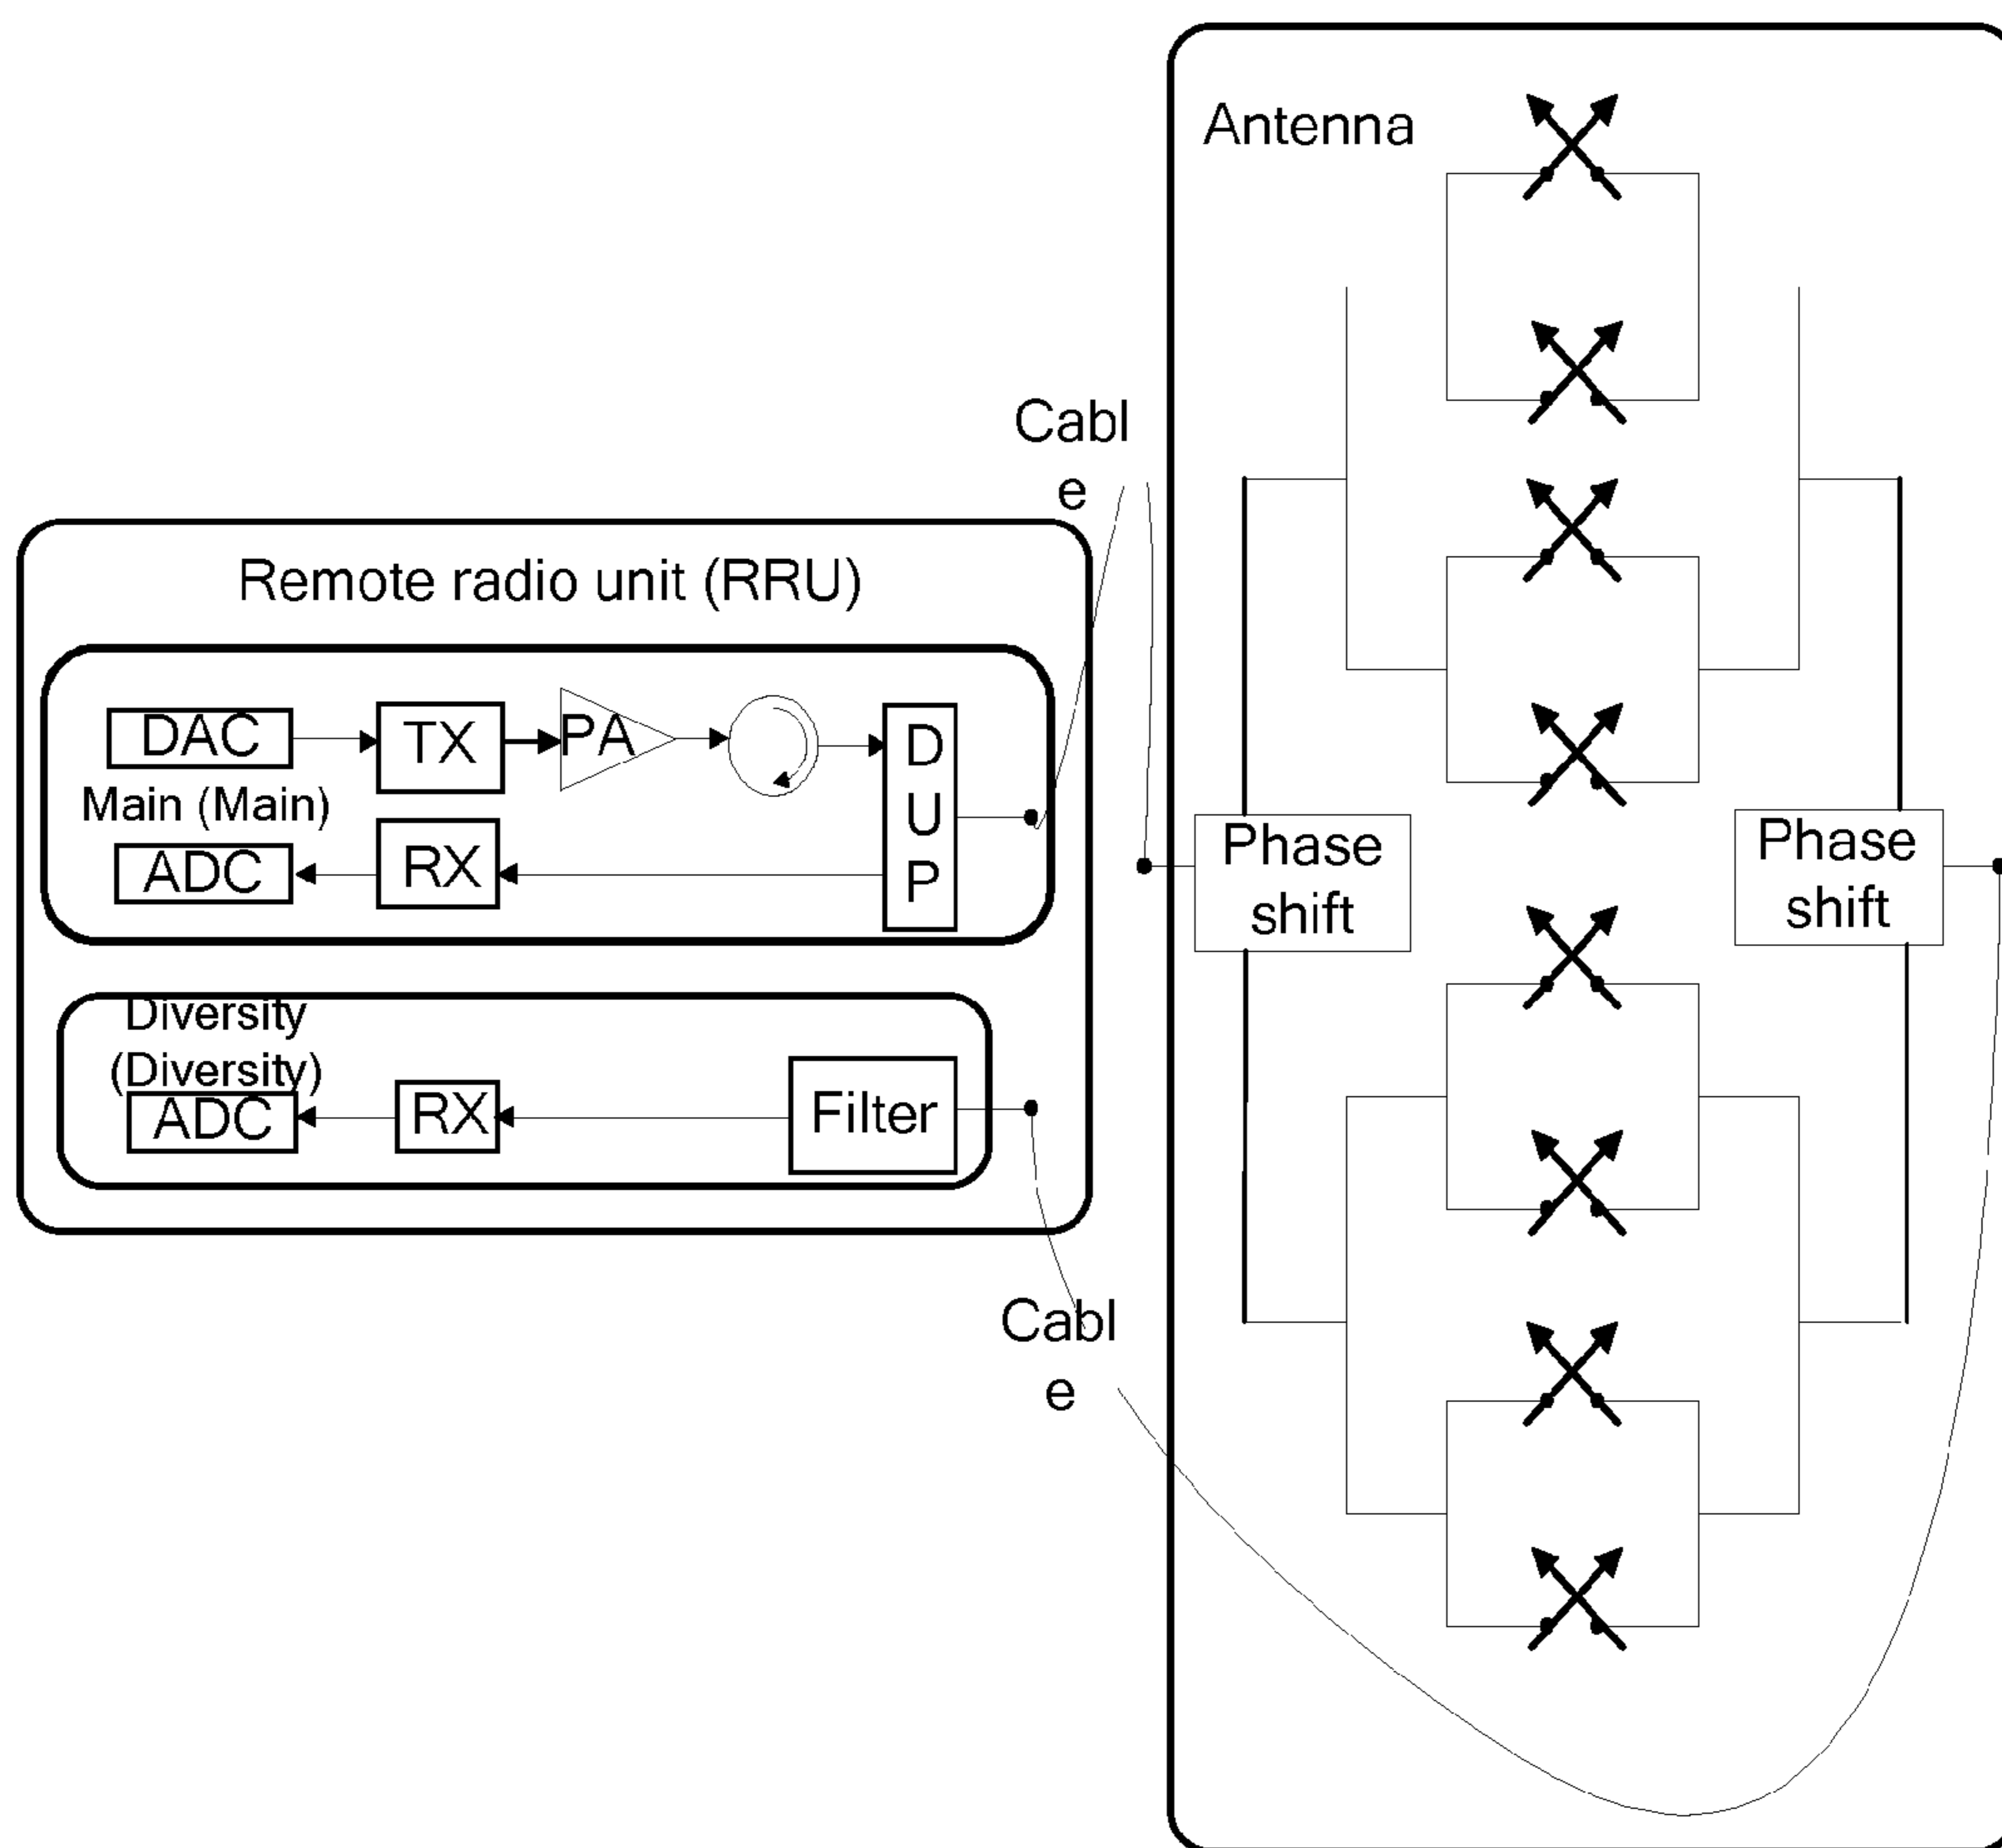 Antenna
Cabl
e
Remote radio unit (RRU)
DAC
TX
PA
D
U
P
Main (Main)
ADC
RX
Phase
shift
Phase
shift
Diversity
(Diversity)
ADC
RX
Filter
Cabl
e